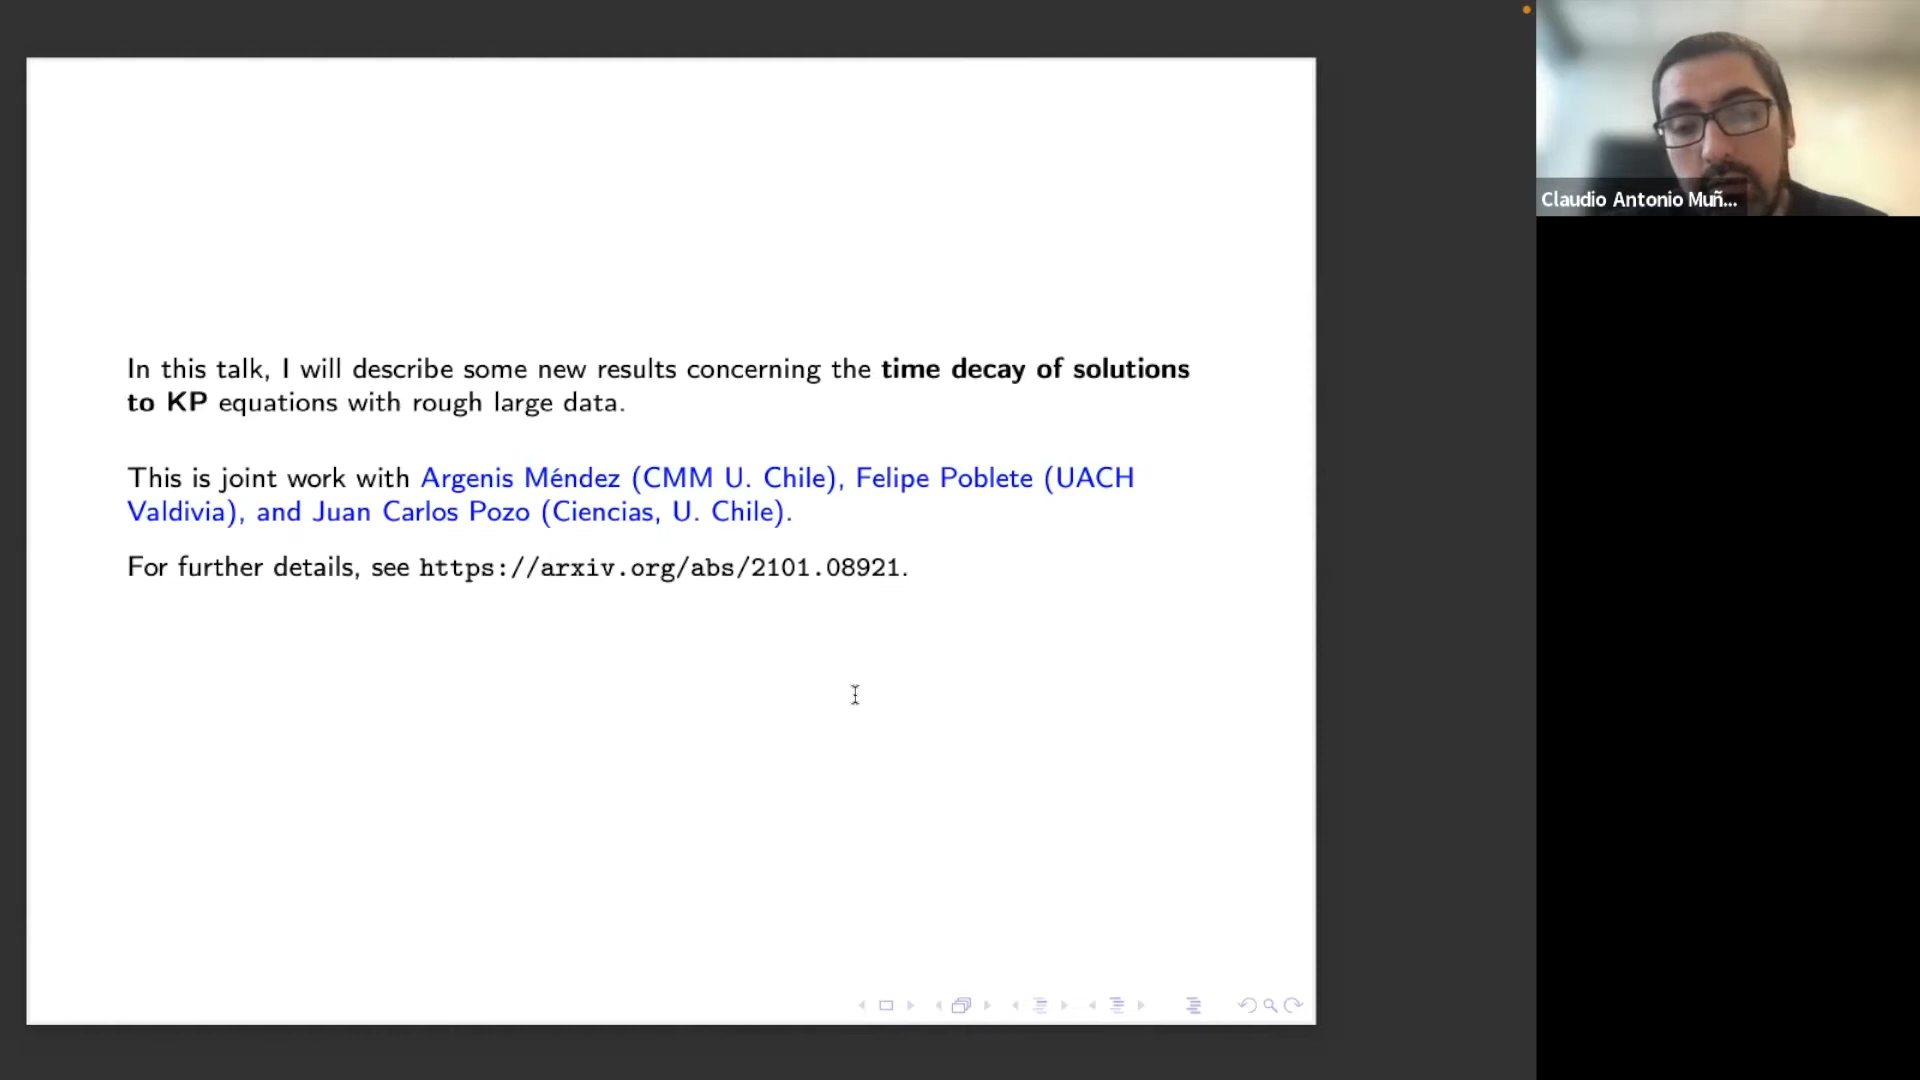 In this talk, I will describe some new results concerning the time decay of solutions
to KP equations with rough large data.
This is joint work with Argenis Méndez (CMM U. Chile), Felipe Poblete (UACH
Valdivia), and Juan Carlos Pozo (Ciencias, U. Chile).
For further details, see https://arxiv.org/abs/2101.08921.
Claudio Antonio Muñ...